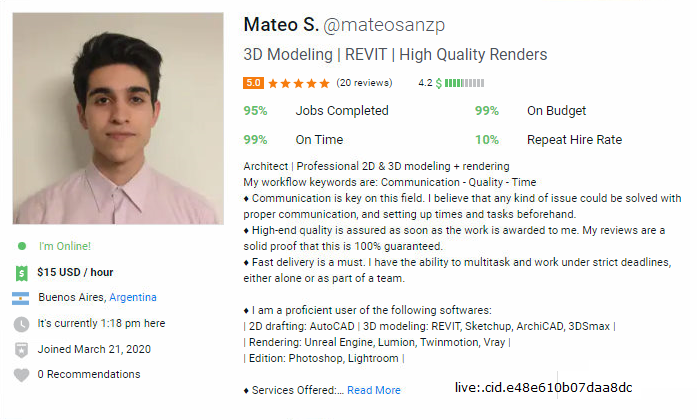 Mateo S. @mateosanzp
3D Modeling | REVIT | High Quality Renders
5.0 (20 reviews) 4.2 $
95% Jobs Completed 99% On Budget
99% On Time 10% Repeat Hire Rate
Architect | Professional 2D & 3D modeling + rendering
My workflow keywords are: Communication - Quality - Time
♦ Communication is key on this field. I believe that any kind of issue could be solved with
proper communication, and setting up times and tasks beforehand.
♦ High-end quality is assured as soon as the work is awarded to me. My reviews are a
solid proof that this is 100% guaranteed.
♦ Fast delivery is a must. I have the ability to multitask and work under strict deadlines,
either alone or as part of a team.
♦ I am a proficient user of the following softwares:
| 2D drafting: AutoCAD | 3D modeling: REVIT, Sketchup, ArchiCAD, 3DSmax |
| Rendering: Unreal Engine, Lumion, Twinmotion, Vray |
| Edition: Photoshop, Lightroom |
♦ Services Offered:... Read More
live:.cid.e48e610b07daa8dc
I'm Online!
$ $15 USD / hour
Buenos Aires, Argentina
It's currently 1:18 pm here
Joined March 21, 2020
0 Recommendations